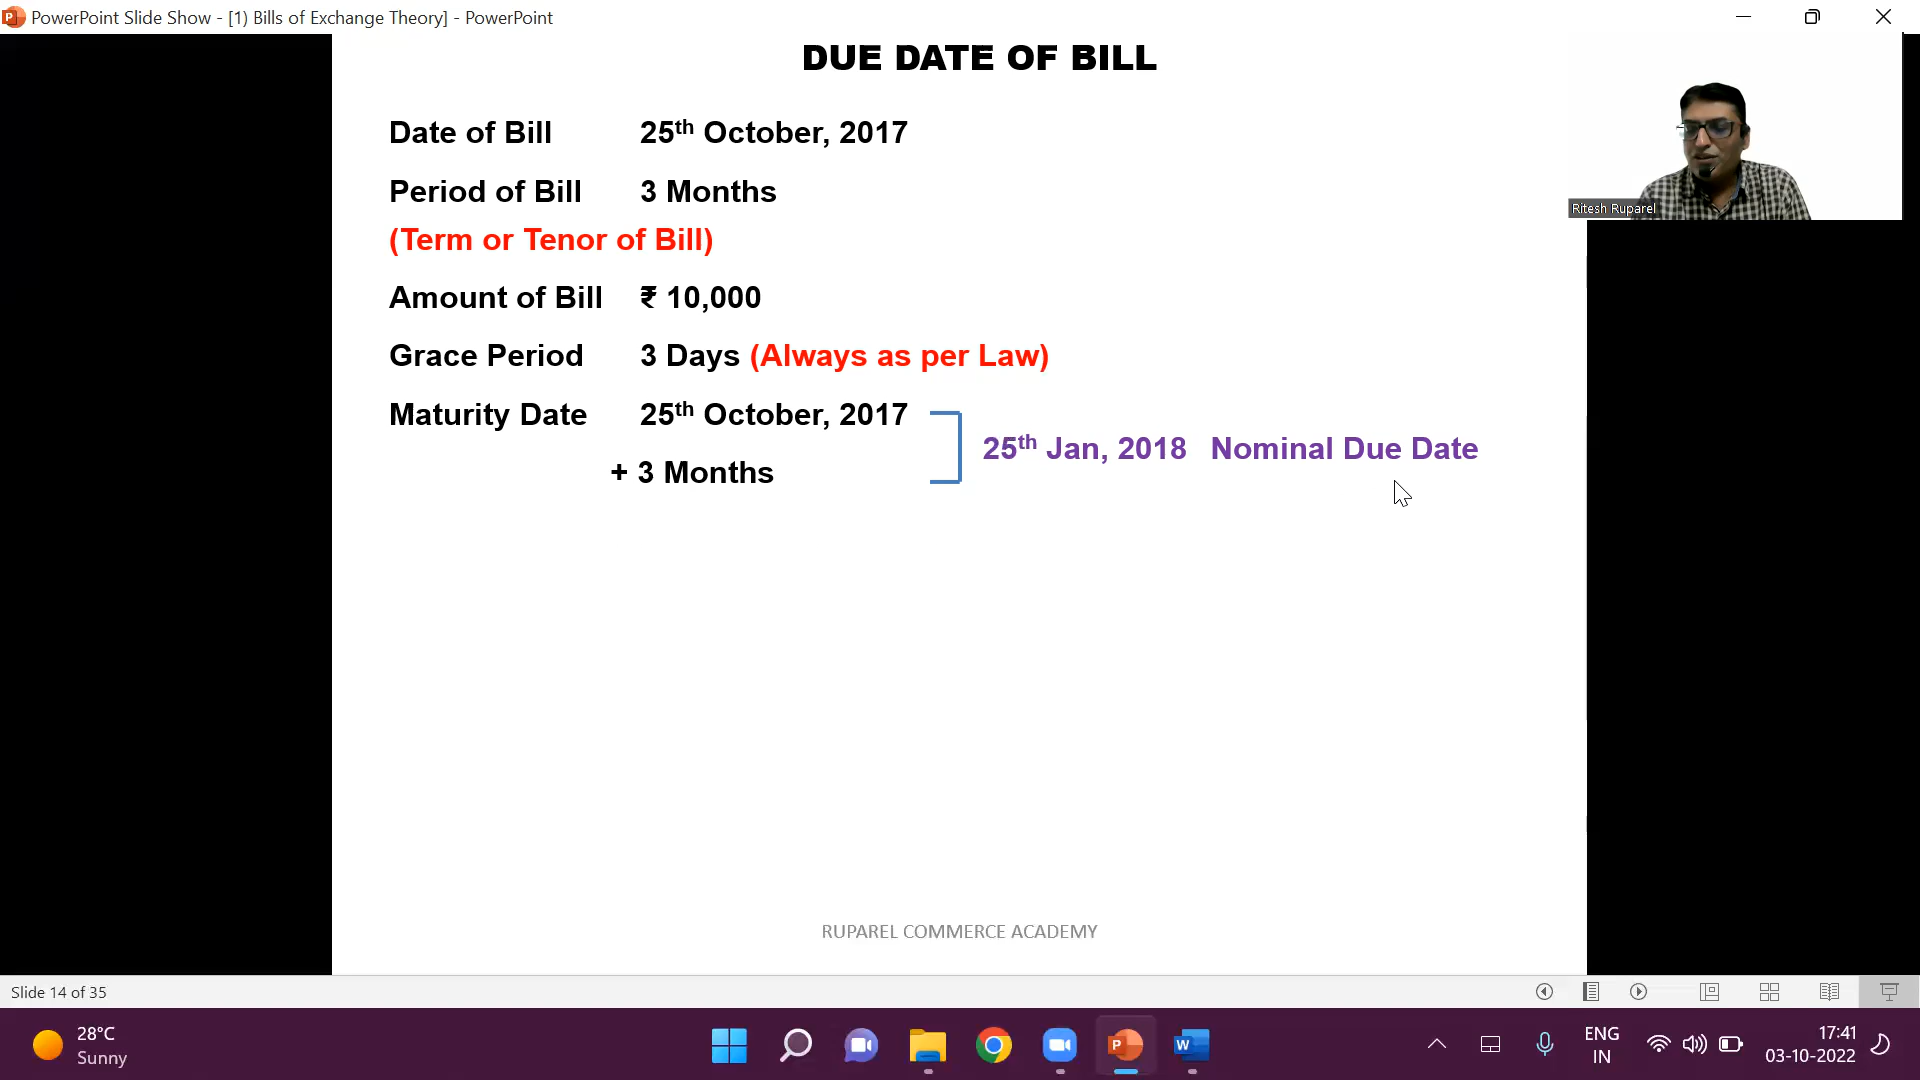 PowerPoint Slide Show - [1) Bills of Exchange Theory] - PowerPoint
DUE DATE OF BILL
Date of Bill 25th October, 2017
Ritesh Ruparel
Period of Bill 3 Months
(Term or Tenor of Bill)
Amount of Bill ₹ 10,000
Grace Period 3 Days (Always as per Law)
Maturity Date 25th October, 2017
+ 3 Months
25th Jan, 2018 Nominal Due Date
RUPAREL COMMERCE ACADEMY
Slide 14 of 35
28°C
Sunny
ENG
IN
17:41
03-10-2022